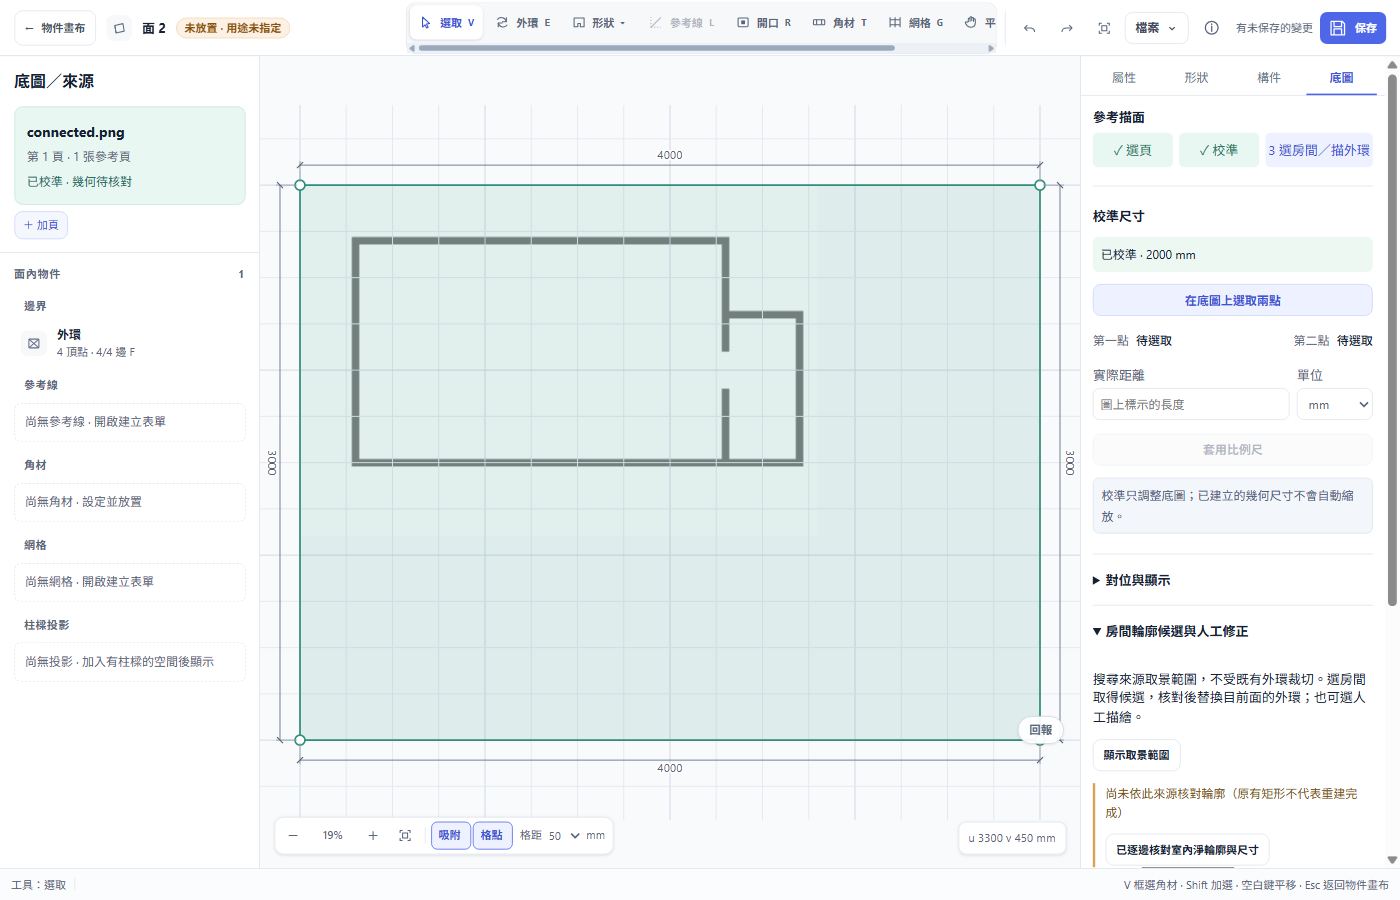 ← 物件畫布
面 2
未放置 · 用途未指定
選取 V
外環 E
形狀
參考線 L
開口 R
角材 T
網格 G
平
檔案
有未保存的變更
保存
底圖／來源
connected.png
第 1 頁 · 1 張參考頁
已校準 · 幾何待核對
＋ 加頁
面內物件 1
邊界
外環
4 頂點 · 4/4 邊 F
參考線
尚無參考線 · 開啟建立表單
角材
尚無角材 · 設定並放置
網格
尚無網格 · 開啟建立表單
柱樑投影
尚無投影 · 加入有柱樑的空間後顯示
4000
3000
3000
4000
回報
− 19% ＋
吸附
格點
格距 50 mm
u 3300 v 450 mm
屬性
形狀
構件
底圖
參考描面
✓ 選頁
✓ 校準
3 選房間／描外環
校準尺寸
已校準 · 2000 mm
在底圖上選取兩點
第一點 待選取
第二點 待選取
實際距離
單位
圖上標示的長度
mm
套用比例尺
校準只調整底圖；已建立的幾何尺寸不會自動縮
放。
▶ 對位與顯示
▼ 房間輪廓候選與人工修正
搜尋來源取景範圍，不受既有外環裁切。選房間
取得候選，核對後替換目前面的外環；也可選人
工描繪。
顯示取景範圍
尚未依此來源核對輪廓（原有矩形不代表重建完
成）
已逐邊核對室內淨輪廓與尺寸
工具：選取
V 框選角材 · Shift 加選 · 空白鍵平移 · Esc 返回物件畫布